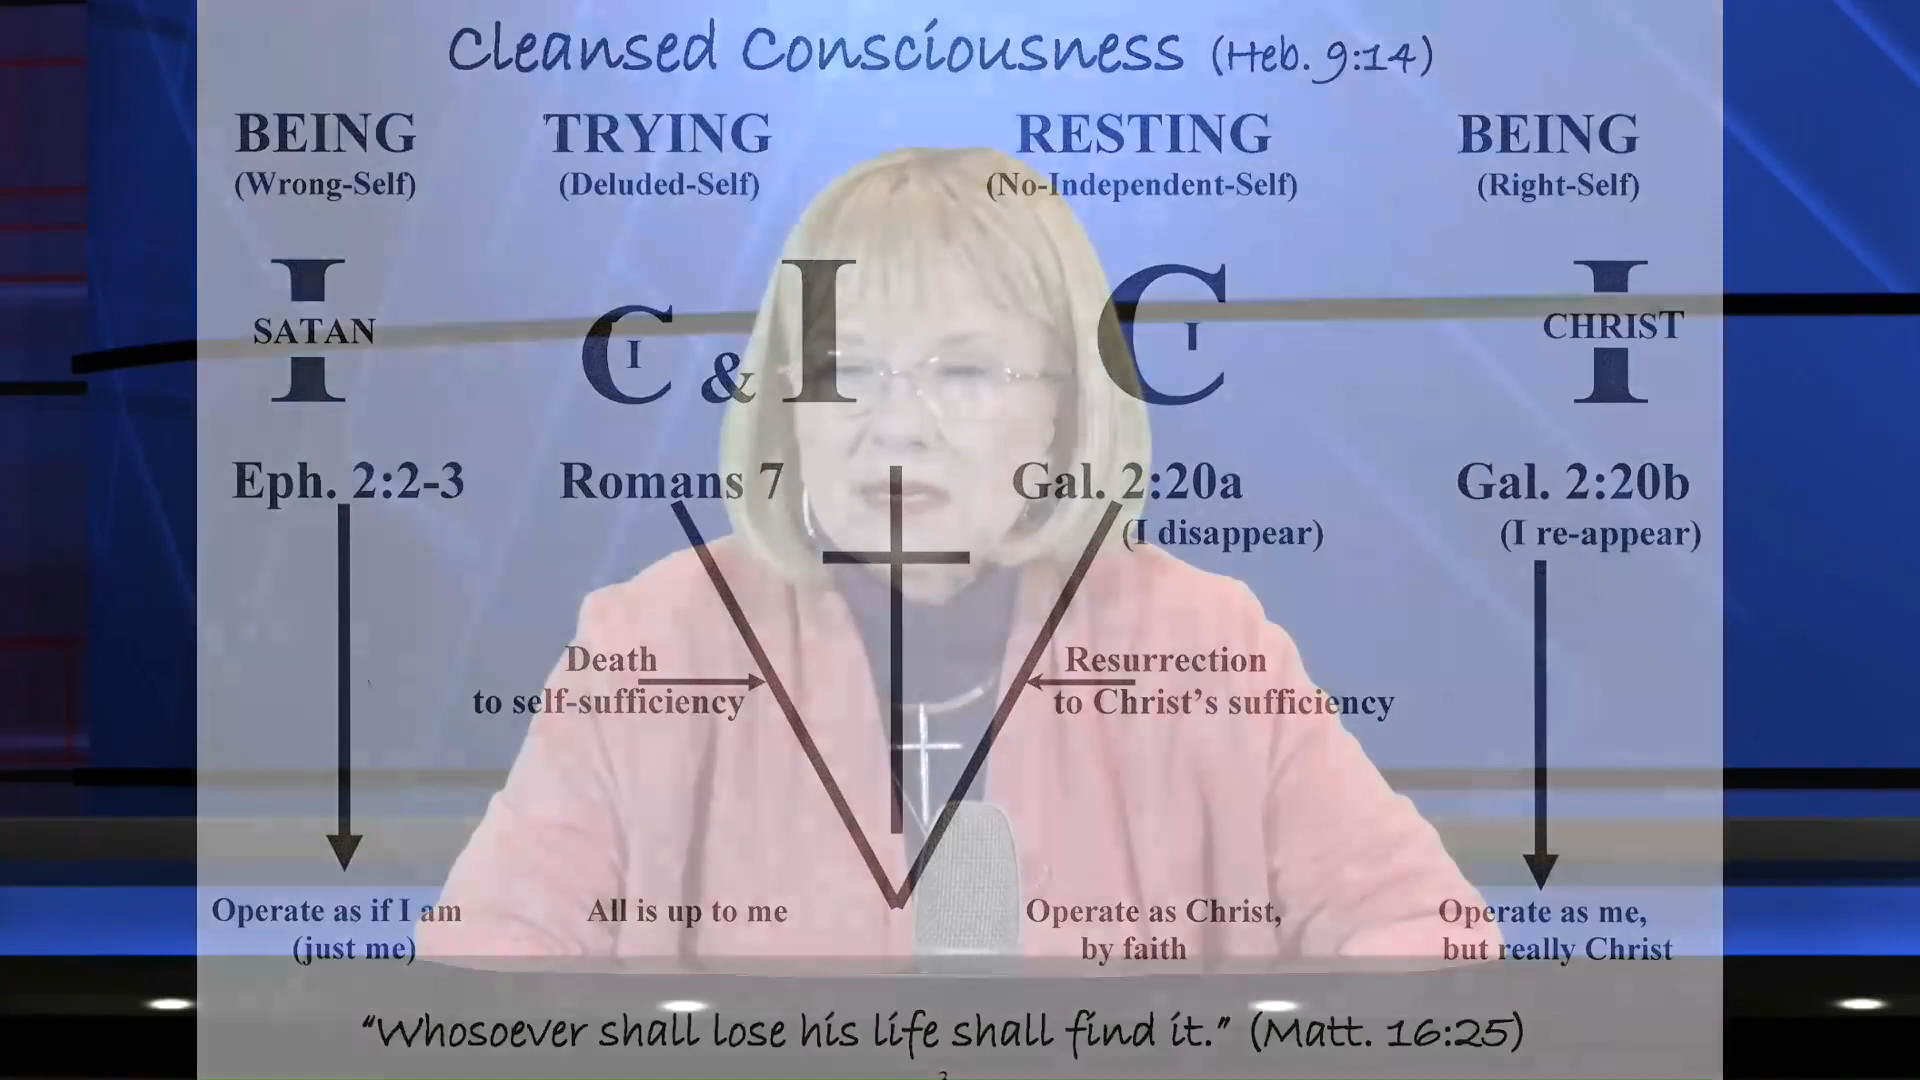 Cleansed Consciousness (Heb. 9:14)
BEING TRYING RESTING BEING
(Wrong-Self) (Deluded-Self) (No-Independent-Self) (Right-Self)
I SATAN C I & I C I I CHRIST
Eph. 2:2-3 Romans 7 Gal. 2:20a Gal. 2:20b
(I disappear) (I re-appear)
Death Resurrection
to self-sufficiency to Christ's sufficiency
Operate as if I am All is up to me Operate as Christ, Operate as me,
(just me) by faith but really Christ
"Whosoever shall lose his life shall find it." (Matt. 16:25)